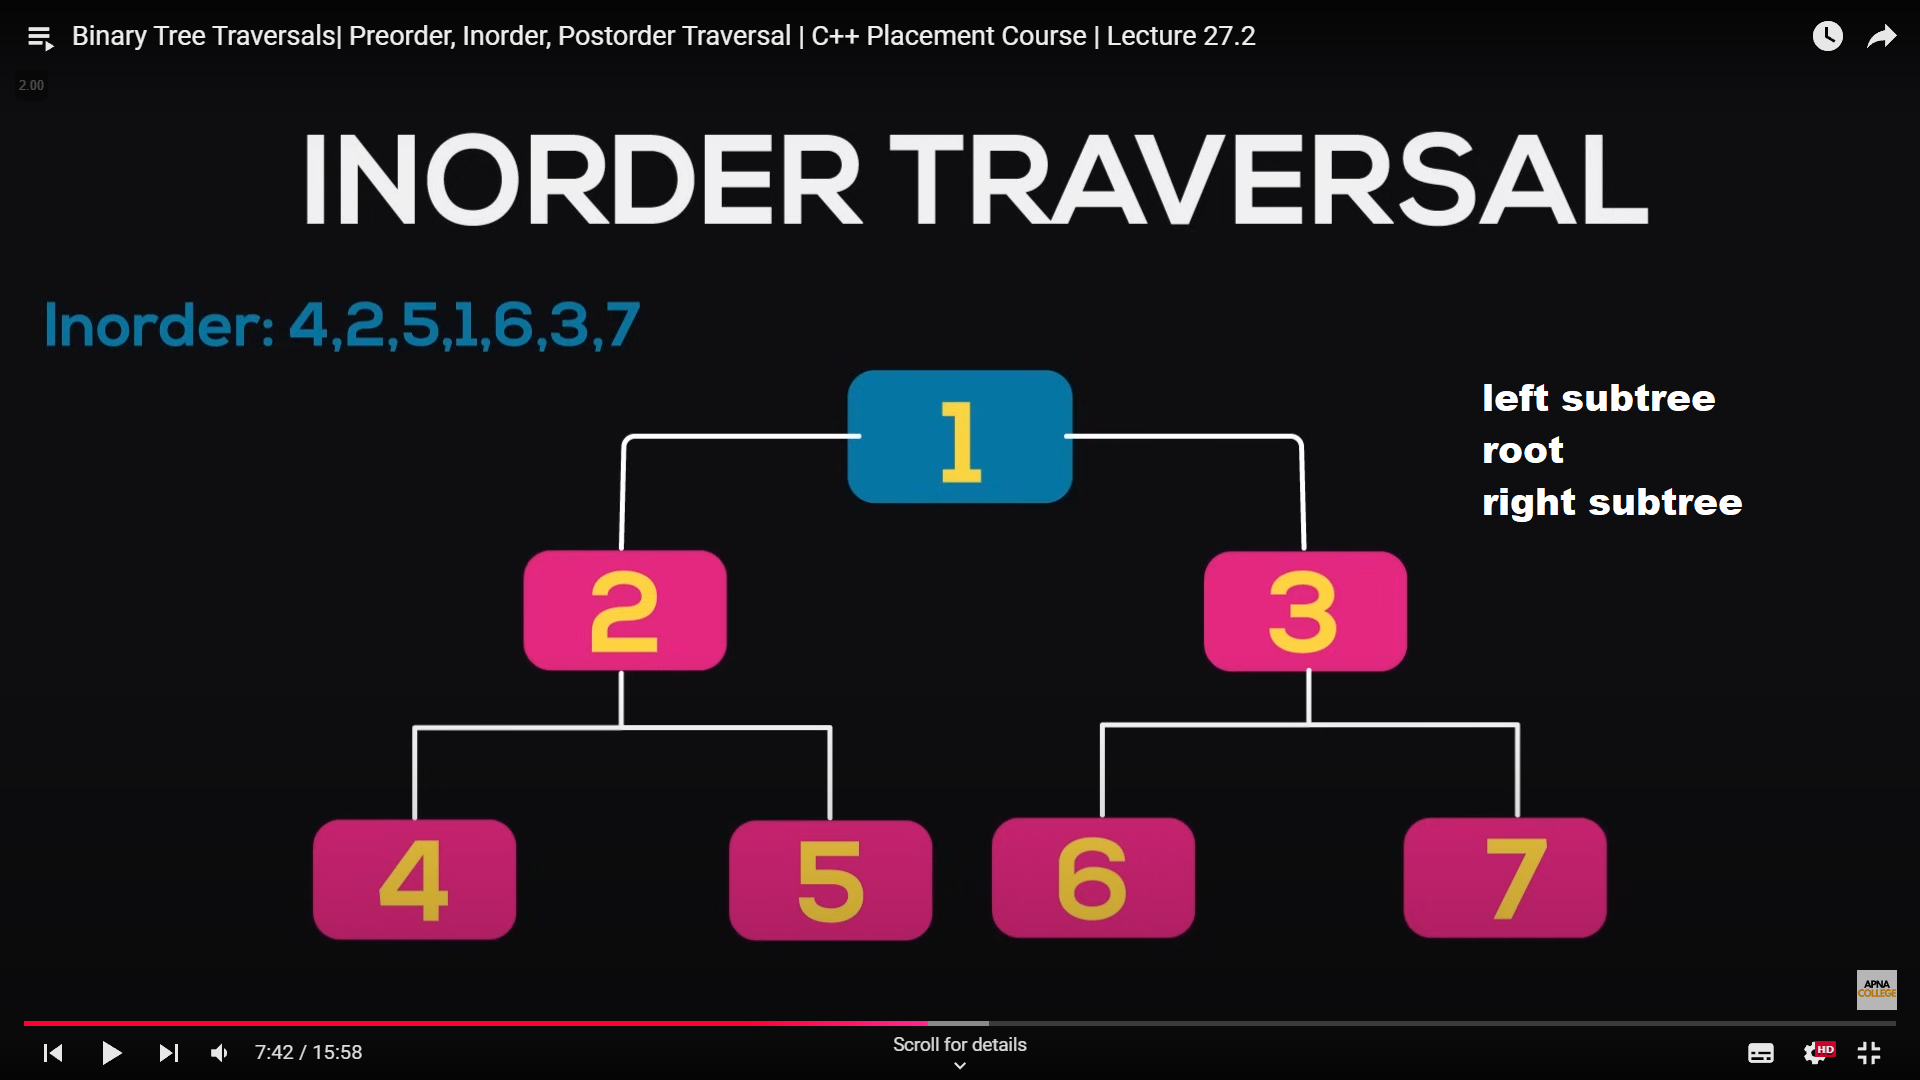 Binary Tree Traversals| Preorder, Inorder, Postorder Traversal | C++ Placement Course | Lecture 27.2
2.00
INORDER TRAVERSAL
Inorder: 4,2,5,1,6,3,7
left subtree
root
right subtree
1
2
3
4
5
6
7
APNA
COLLEGE
7:42 / 15:58
Scroll for details
HD